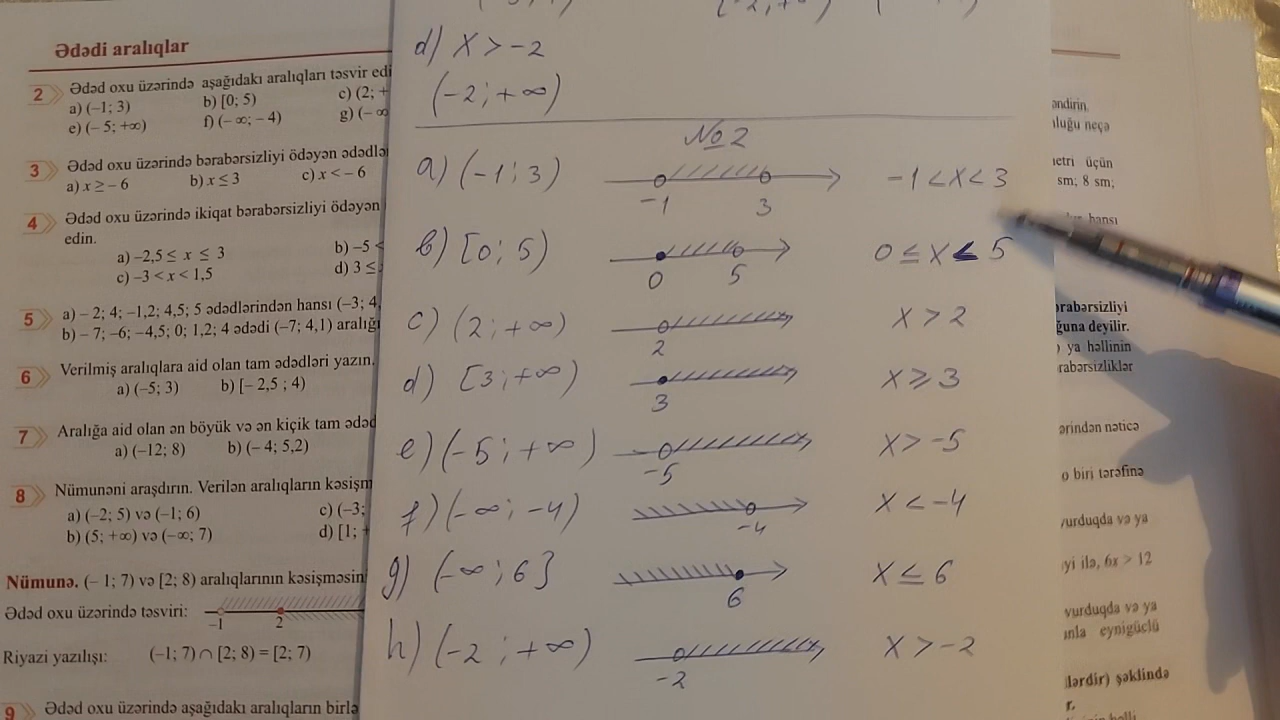 Ədədi aralıqlar
2 Ədəd oxu üzərində aşağıdakı aralıqları təsvir edi
a) (−1; 3) b) [0; 5) c) (2; +
e) (− 5; +∞) f) (− ∞; − 4) g) (− ∞
3 Ədəd oxu üzərində bərabərsizliyi ödəyən ədədlə
a) x ≥ − 6 b) x ≤ 3 c) x < − 6
4 Ədəd oxu üzərində ikiqat bərabərsizliyi ödəyən
edin.
a) −2,5 ≤ x ≤ 3 b) −5 <
c) −3 < x < 1,5 d) 3 ≤
5 a) − 2; 4; −1,2; 4,5; 5 ədədlərindən hansı (−3; 4,
b) − 7; −6; −4,5; 0; 1,2; 4 ədədi (−7; 4,1) aralığı
6 Verilmiş aralıqlara aid olan tam ədədləri yazın.
a) (−5; 3) b) [− 2,5 ; 4)
7 Aralığa aid olan ən böyük və ən kiçik tam ədəd
a) (−12; 8) b) (− 4; 5,2)
8 Nümunəni araşdırın. Verilən aralıqların kəsişm
a) (−2; 5) və (−1; 6) c) (−3;
b) (5; +∞) və (−∞; 7) d) [1; +
Nümunə. (− 1; 7) və [2; 8) aralıqlarının kəsişməsin
Ədəd oxu üzərində təsviri: −1 2
Riyazi yazılışı: (−1; 7) ∩ [2; 8) = [2; 7)
9 Ədəd oxu üzərində aşağıdakı aralıqların birlə
d) x > −2
(−2; +∞)
№2
a) (−1; 3) −1 3 −1 < x < 3
b) [0; 5) 0 5 0 ≤ x < 5
c) (2; +∞) 2 x > 2
d) [3; +∞) 3 x ≥ 3
e) (−5; +∞) −5 x > −5
f) (−∞; −4) −4 x < −4
g) (−∞; 6] 6 x ≤ 6
h) (−2; +∞) −2 x > −2
əndirin.
luğu neçə
metri üçün
sm; 8 sm;
hansı
ərabərsizliyi
ğuna deyilir.
) ya həllinin
rabərsizliklər
ərindən nəticə
o biri tərəfinə
vurduqda və ya
yi ilə, 6x > 12
vurduqda və ya
unla eynigüclü
ilərdir) şəklində
r.